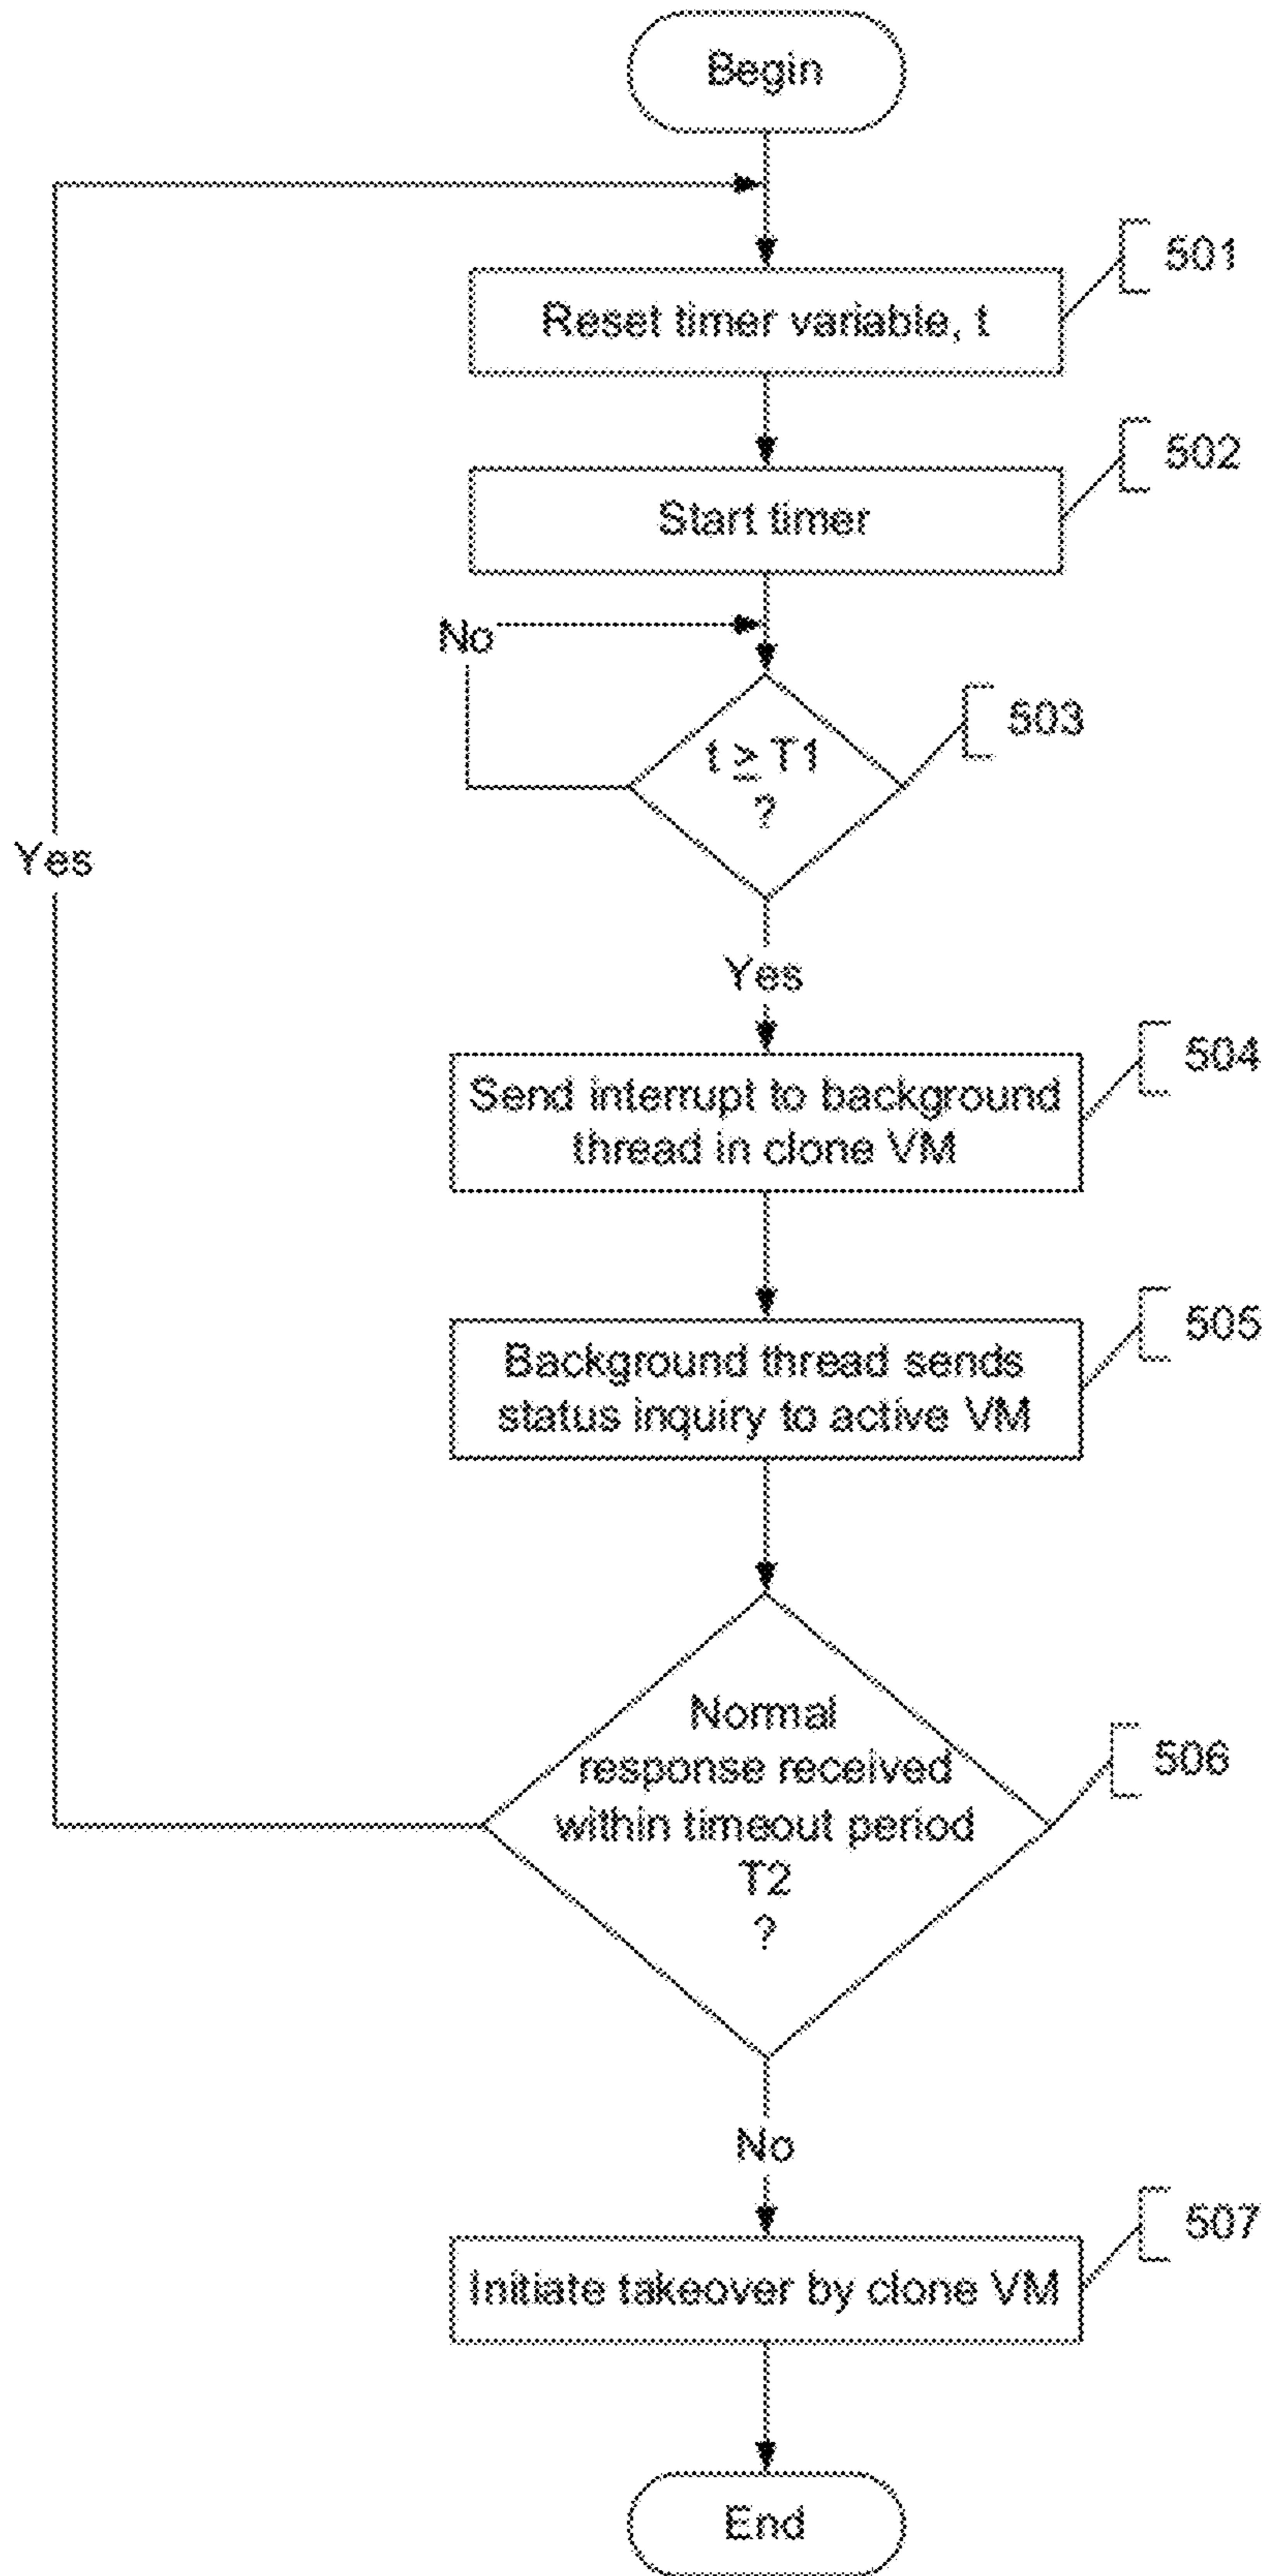 Begin
501
Reset timer variable, t
502
Start timer
No
503
t ≥ T1
?
Yes
Yes
504
Send interrupt to background
thread in clone VM
505
Background thread sends
status inquiry to active VM
506
Normal
response received
within timeout period
T2
?
No
507
Initiate takeover by clone VM
End